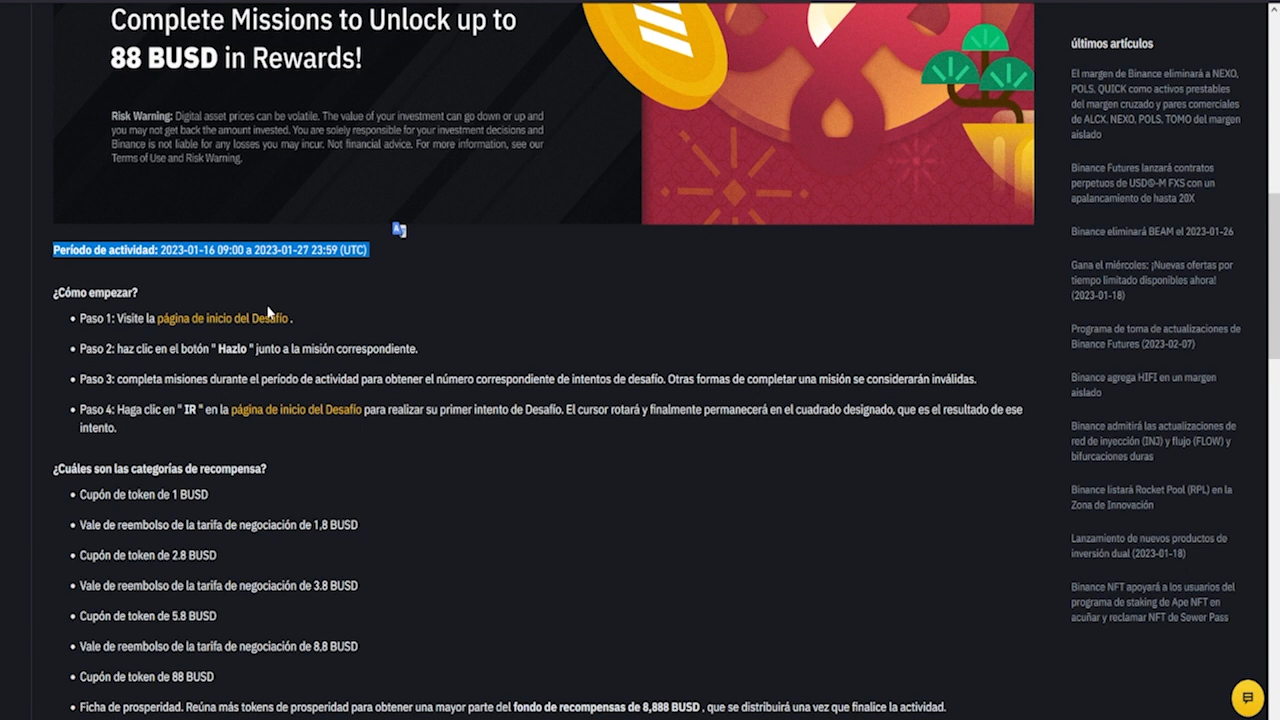 Complete Missions to Unlock up to
88 BUSD in Rewards!
Risk Warning: Digital asset prices can be volatile. The value of your investment can go down or up and
you may not get back the amount invested. You are solely responsible for your investment decisions and
Binance is not liable for any losses you may incur. Not financial advice. For more information, see our
Terms of Use and Risk Warning.
Período de actividad: 2023-01-16 09:00 a 2023-01-27 23:59 (UTC)
¿Cómo empezar?
• Paso 1: Visite la página de inicio del Desafío .
• Paso 2: haz clic en el botón " Hazlo " junto a la misión correspondiente.
• Paso 3: completa misiones durante el período de actividad para obtener el número correspondiente de intentos de desafío. Otras formas de completar una misión se considerarán inválidas.
• Paso 4: Haga clic en " IR " en la página de inicio del Desafío para realizar su primer intento de Desafío. El cursor rotará y finalmente permanecerá en el cuadrado designado, que es el resultado de ese
intento.
¿Cuáles son las categorías de recompensa?
• Cupón de token de 1 BUSD
• Vale de reembolso de la tarifa de negociación de 1,8 BUSD
• Cupón de token de 2.8 BUSD
• Vale de reembolso de la tarifa de negociación de 3.8 BUSD
• Cupón de token de 5.8 BUSD
• Vale de reembolso de la tarifa de negociación de 8.8 BUSD
• Cupón de token de 88 BUSD
• Ficha de prosperidad. Reúna más tokens de prosperidad para obtener una mayor parte del fondo de recompensas de 8,888 BUSD , que se distribuirá una vez que finalice la actividad.
últimos artículos
El margen de Binance eliminará a NEXO,
POLS, QUICK como activos prestables
del margen cruzado y pares comerciales
de ALCX, NEXO, POLS, TOMO del margen
aislado
Binance Futures lanzará contratos
perpetuos de USD®-M FXS con un
apalancamiento de hasta 20X
Binance eliminará BEAM el 2023-01-26
Gana el miércoles: ¡Nuevas ofertas por
tiempo limitado disponibles ahora!
(2023-01-18)
Programa de toma de actualizaciones de
Binance Futures (2023-02-07)
Binance agrega HIFI en un margen
aislado
Binance admitirá las actualizaciones de
red de inyección (INJ) y flujo (FLOW) y
bifurcaciones duras
Binance listará Rocket Pool (RPL) en la
Zona de Innovación
Lanzamiento de nuevos productos de
inversión dual (2023-01-18)
Binance NFT apoyará a los usuarios del
programa de staking de Ape NFT en
acuñar y reclamar NFT de Sewer Pass